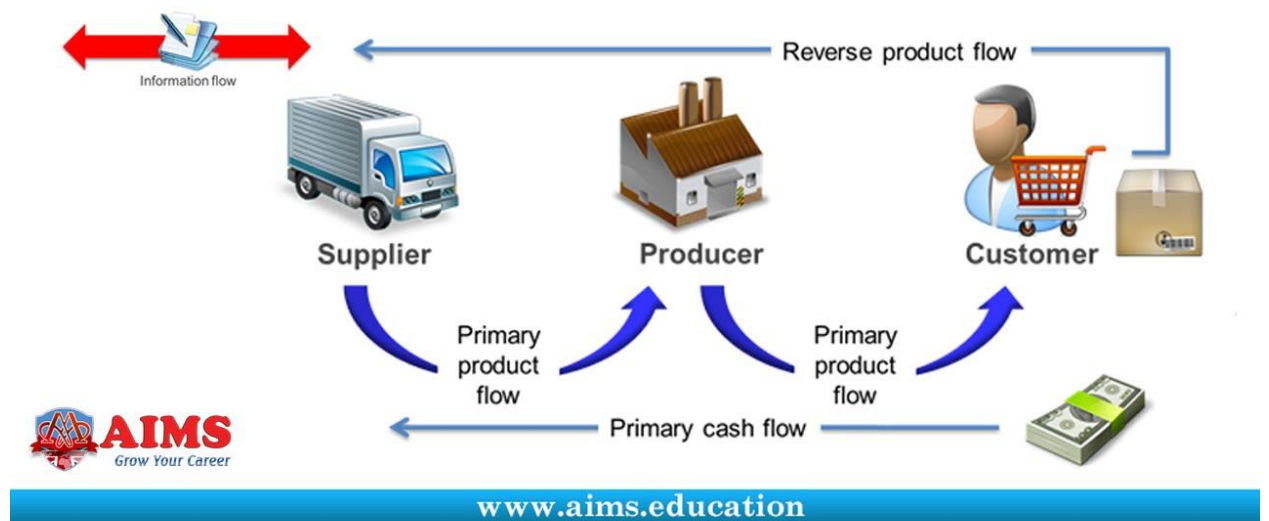 Reverse product flow
Information flow
Supplier
Producer
Customer
Primary
product
flow
Primary
product
flow
Primary cash flow
AIMS
Grow Your Career
www.aims.education